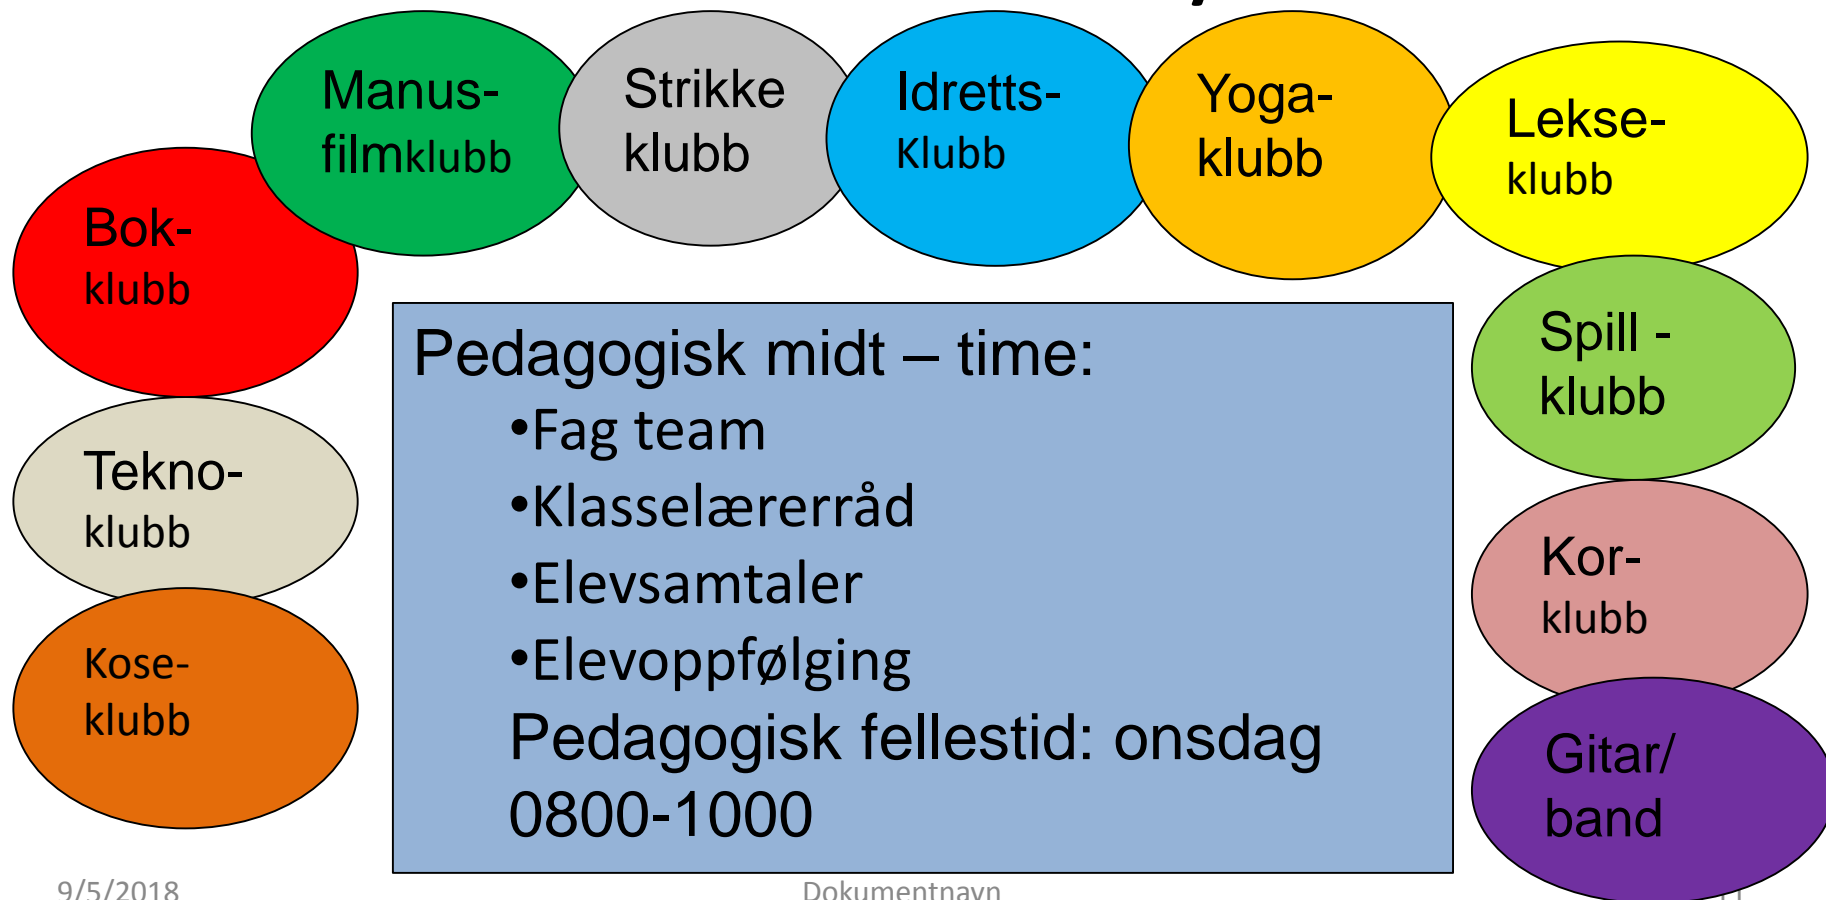 Manus-
filmklubb
Strikke
klubb
Idretts-
Klubb
Yoga-
klubb
Lekse-
klubb
Bok-
klubb
Tekno-
klubb
Kose-
klubb
Pedagogisk midt – time:
•Fag team
•Klasselærerråd
•Elevsamtaler
•Elevoppfølging
Pedagogisk fellestid: onsdag
0800-1000
Spill -
klubb
Kor-
klubb
Gitar/
band
9/5/2018
Dokumentnavn